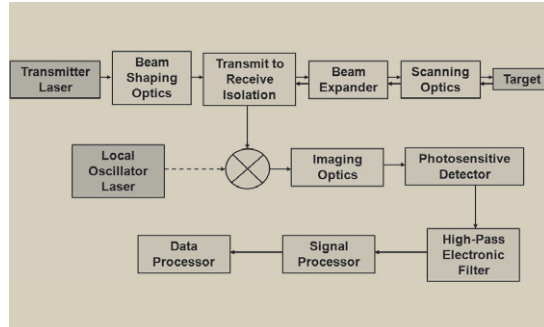 Transmitter
Laser
Beam
Shaping
Optics
Transmit to
Receive
Isolation
Beam
Expander
Scanning
Optics
Target
Local
Oscillator
Laser
Imaging
Optics
Photosensitive
Detector
Data
Processor
Signal
Processor
High-Pass
Electronic
Filter